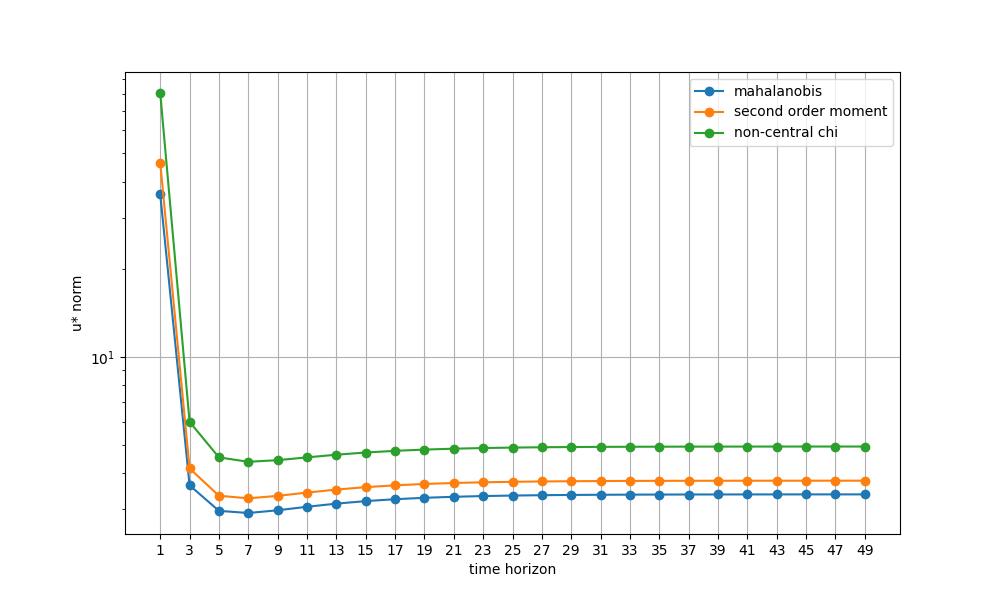 mahalanobis
second order moment
non-central chi
u* norm
10¹
1 3 5 7 9 11 13 15 17 19 21 23 25 27 29 31 33 35 37 39 41 43 45 47 49
time horizon